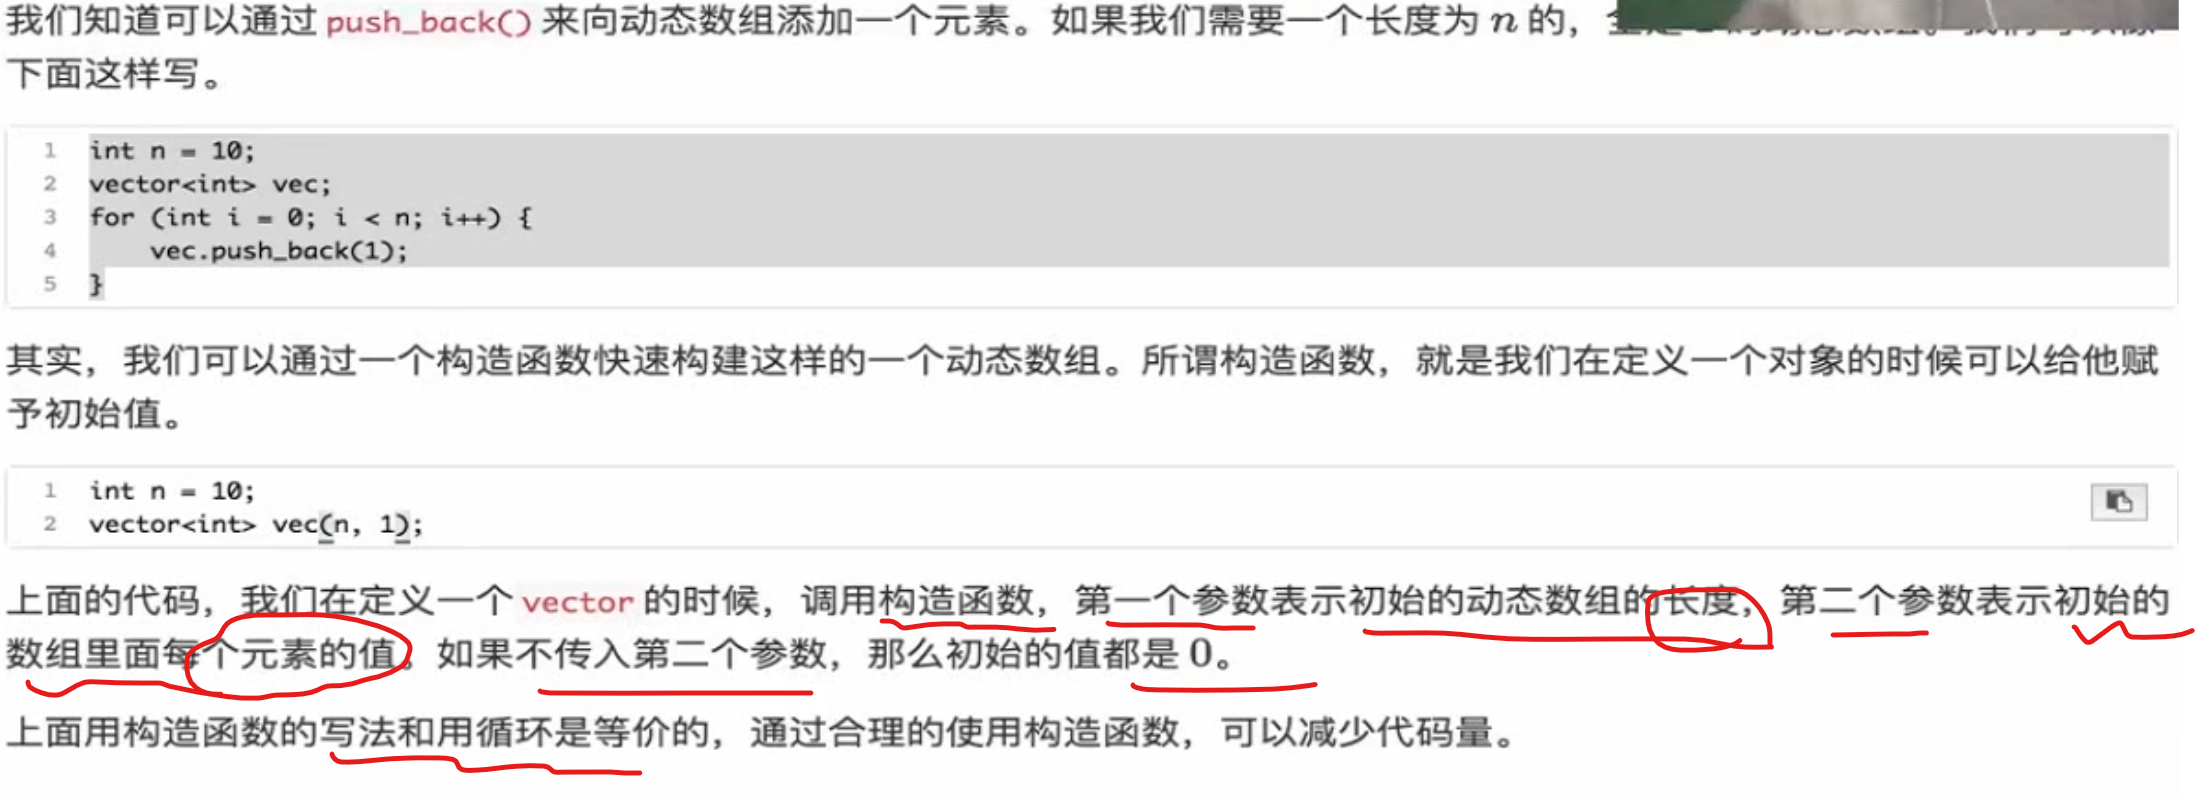 我们知道可以通过 push_back() 来向动态数组添加一个元素。如果我们需要一个长度为 n 的，
下面这样写。
1 int n = 10;
2 vector<int> vec;
3 for (int i = 0; i < n; i++) {
4     vec.push_back(1);
5 }
其实，我们可以通过一个构造函数快速构建这样的一个动态数组。所谓构造函数，就是我们在定义一个对象的时候可以给他赋
予初始值。
1 int n = 10;
2 vector<int> vec(n, 1);
上面的代码，我们在定义一个 vector 的时候，调用构造函数，第一个参数表示初始的动态数组的长度，第二个参数表示初始的
数组里面每个元素的值。如果不传入第二个参数，那么初始的值都是 0。
上面用构造函数的写法和用循环是等价的，通过合理的使用构造函数，可以减少代码量。